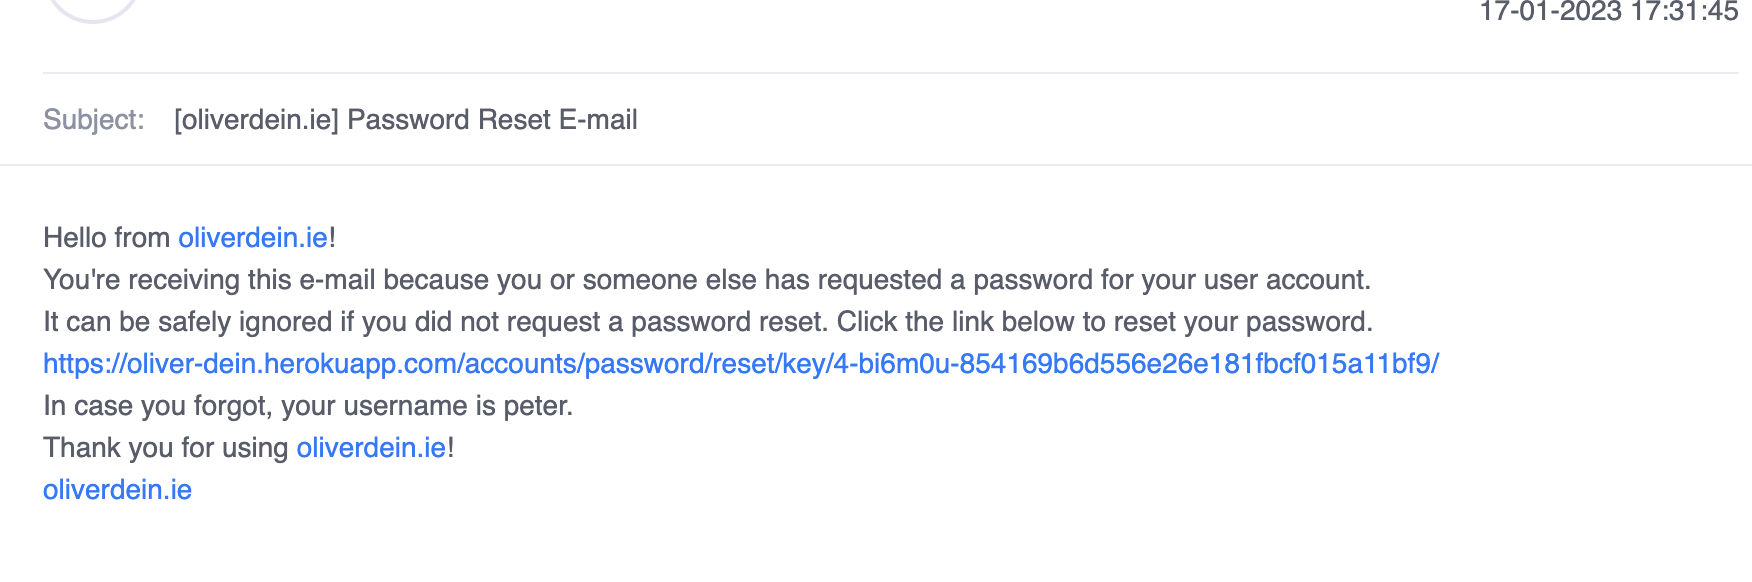 17-01-2023 17:31:45
Subject: [oliverdein.ie] Password Reset E-mail
Hello from oliverdein.ie!
You're receiving this e-mail because you or someone else has requested a password for your user account.
It can be safely ignored if you did not request a password reset. Click the link below to reset your password.
https://oliver-dein.herokuapp.com/accounts/password/reset/key/4-bi6m0u-854169b6d556e26e181fbcf015a11bf9/
In case you forgot, your username is peter.
Thank you for using oliverdein.ie!
oliverdein.ie